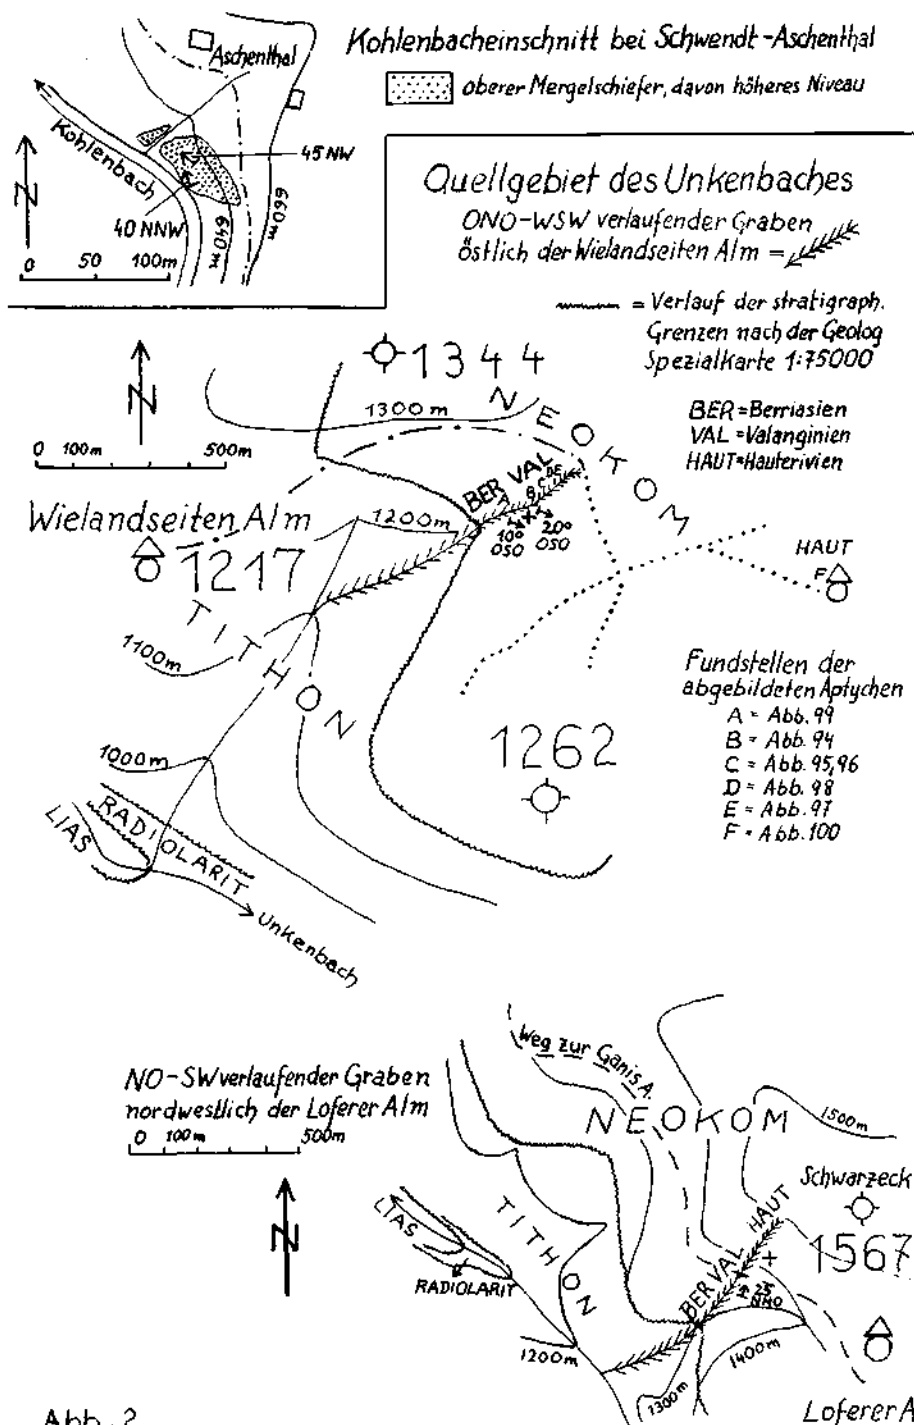 Kohlenbacheinschnitt bei Schwendt-Aschenthal
oberer Mergelschiefer, davon höheres Niveau
Aschenthal
Kohlenbach
45 NW
40 NNW
640m
660m
N
0 50 100m
Quellgebiet des Unkenbaches
ONO-WSW verlaufender Graben
östlich der Wielandseiten Alm =
= Verlauf der stratigraph.
Grenzen nach der Geolog
Spezialkarte 1:75000
BER=Berriasien
VAL=Valanginien
HAUT=Hauterivien
N
0 100m 500m
1344
1300m
NEOKOM
BER VAL
A B C D E
10°
OSO
20°
OSO
Wielandseiten Alm
1217
1200m
HAUT
F
TITHON
1100m
1000m
1262
RADIOLARIT
LIAS
Unkenbach
Fundstellen der
abgebildeten Aptychen
A = Abb. 99
B = Abb. 94
C = Abb. 95,96
D = Abb. 98
E = Abb. 97
F = Abb. 100
NO-SW verlaufender Graben
nordwestlich der Loferer Alm
0 100m 500m
N
Weg zur Ganis A.
NEOKOM
1500m
Schwarzeck
1567
TITHON
LIAS
RADIOLARIT
BER VAL HAUT
25
NNO
1200m
1300m
1400m
Loferer A
Abb. 2